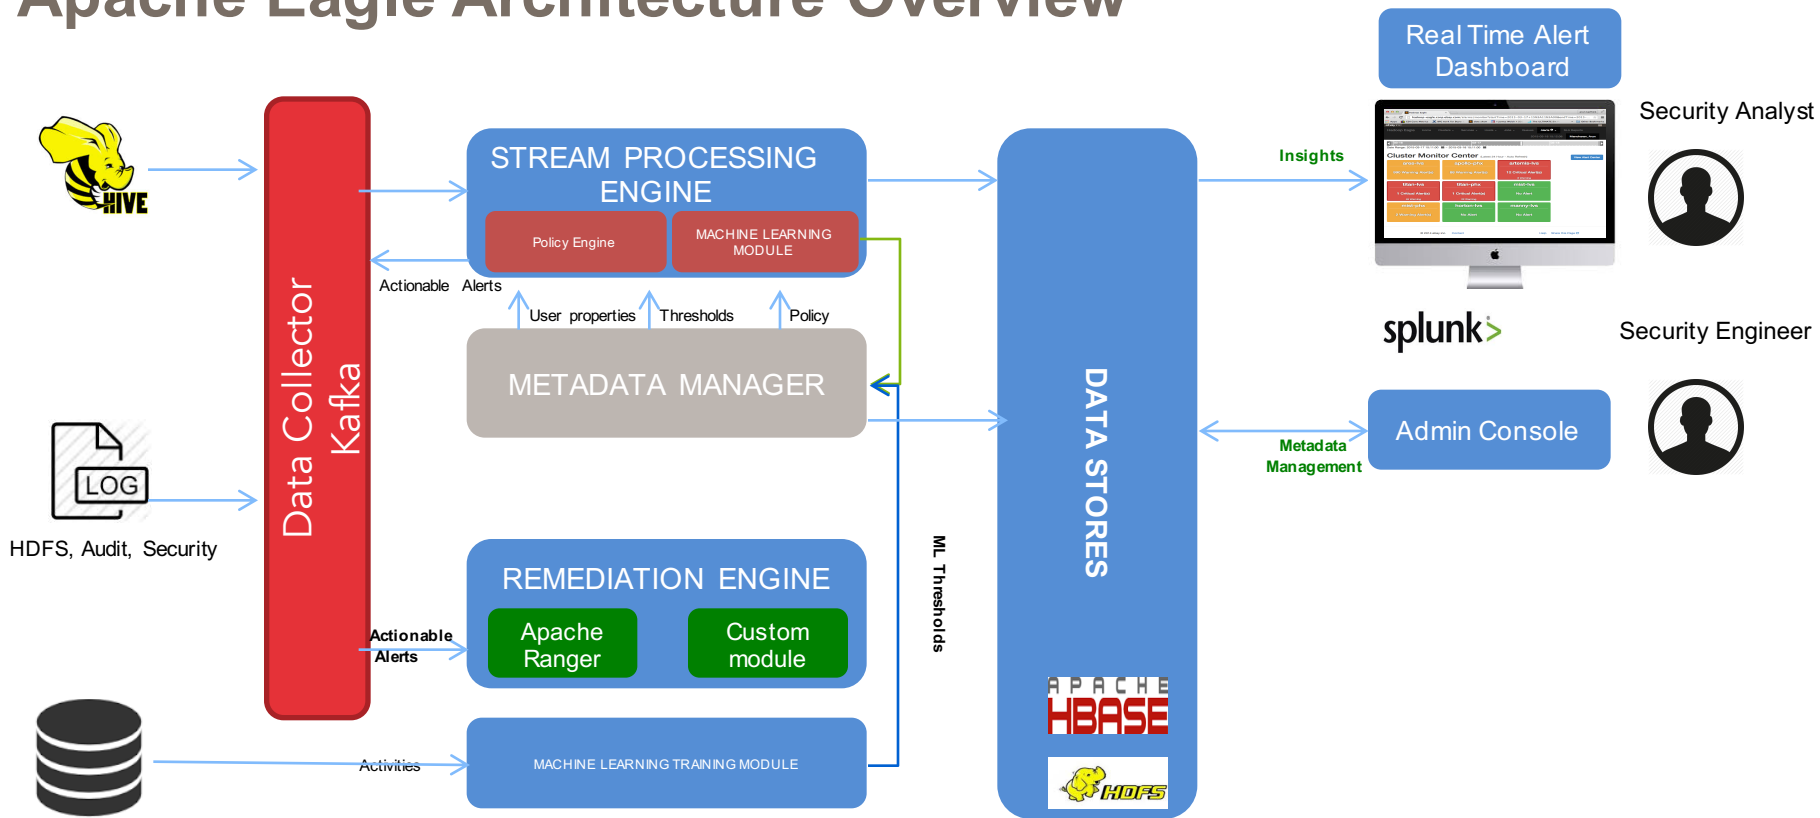 Apache Eagle Architecture Overview
Real Time Alert
Dashboard
Security Analyst
HIVE
STREAM PROCESSING
ENGINE
Policy Engine
MACHINE LEARNING
MODULE
Insights
Cluster Monitor Center
Actionable Alerts
User properties
Thresholds
Policy
Data Collector
Kafka
METADATA MANAGER
splunk>
Security Engineer
DATA STORES
Admin Console
Metadata
Management
LOG
HDFS, Audit, Security
ML Thresholds
REMEDIATION ENGINE
Apache
Ranger
Custom
module
Actionable
Alerts
APACHE
HBASE
Activities
MACHINE LEARNING TRAINING MODULE
HDFS